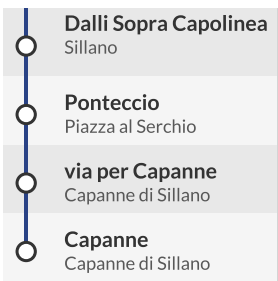 Dalli Sopra Capolinea
Sillano
Ponteccio
Piazza al Serchio
via per Capanne
Capanne di Sillano
Capanne
Capanne di Sillano